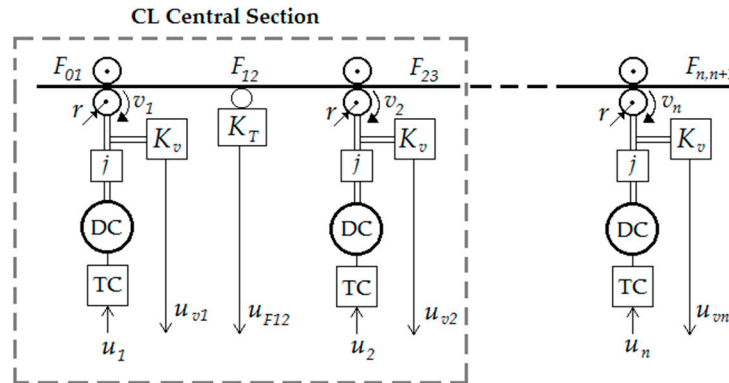 CL Central Section
F01 F12 F23 Fn,n+1
r v1 r v2 r vn
Kv KT Kv Kv
j j j
DC DC DC
TC TC TC
uv1 uF12 uv2 uvn
u1 u2 un